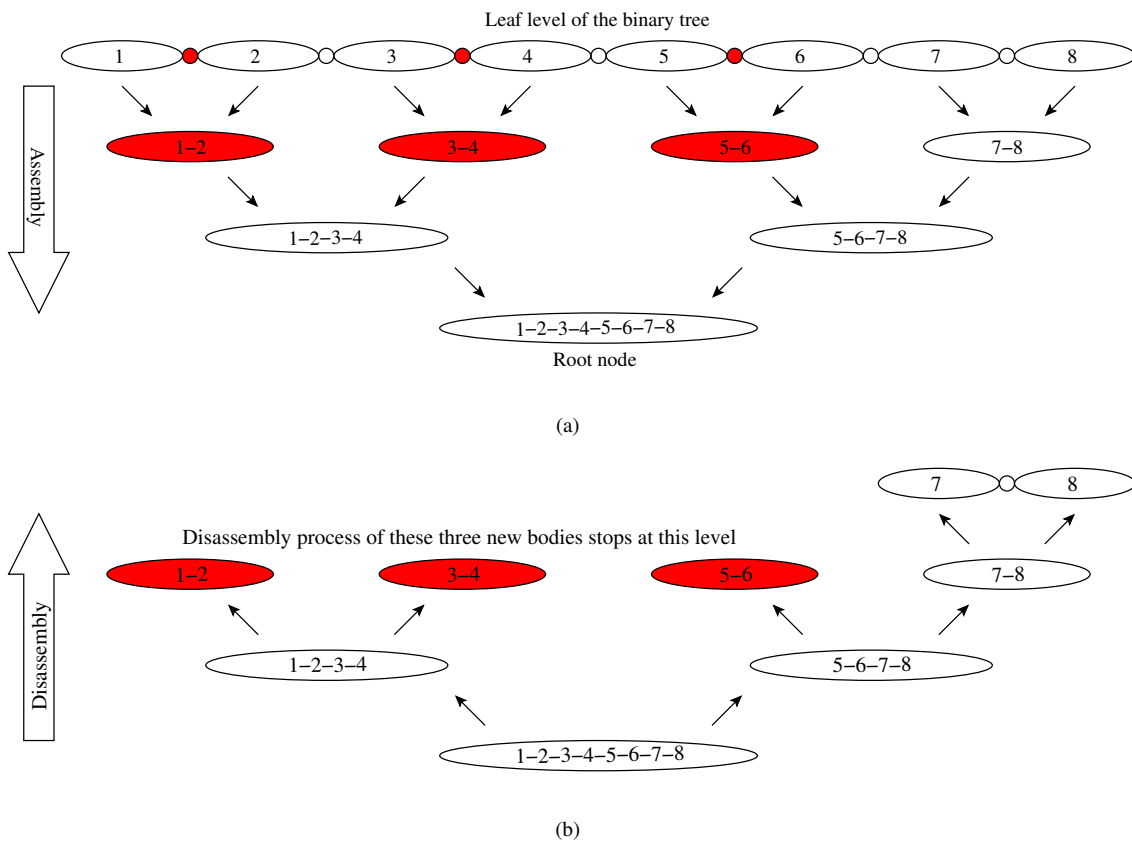 Leaf level of the binary tree
1 2 3 4 5 6 7 8
1–2 3–4 5–6 7–8
Assembly
1–2–3–4 5–6–7–8
1–2–3–4–5–6–7–8
Root node
(a)
7 8
Disassembly process of these three new bodies stops at this level
1–2 3–4 5–6 7–8
Disassembly
1–2–3–4 5–6–7–8
1–2–3–4–5–6–7–8
(b)